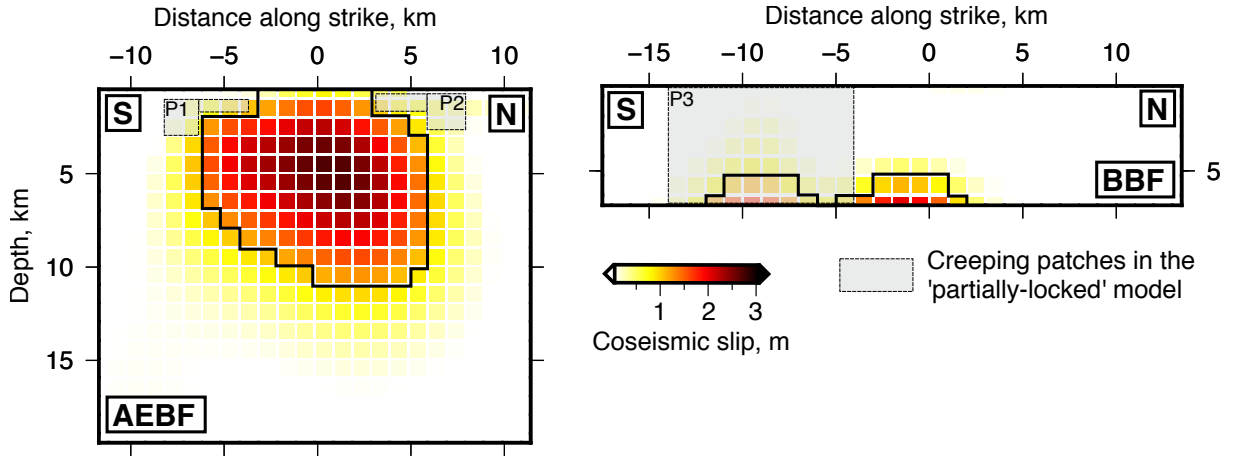 Distance along strike, km
−10 −5 0 5 10
S P1 P2 N
5
10
15
Depth, km
AEBF
Distance along strike, km
−15 −10 −5 0 5 10
S P3 N
BBF
5
1 2 3
Coseismic slip, m
Creeping patches in the
'partially-locked' model